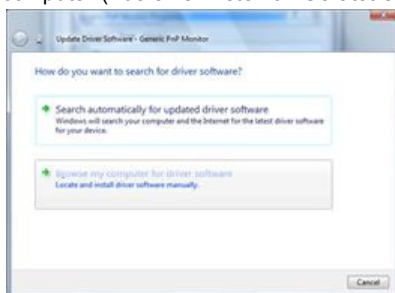 Update Driver Software - Generic PnP Monitor
How do you want to search for driver software?
Search automatically for updated driver software
Windows will search your computer and the Internet for the latest driver software
for your device.
Browse my computer for driver software
Locate and install driver software manually.
Cancel